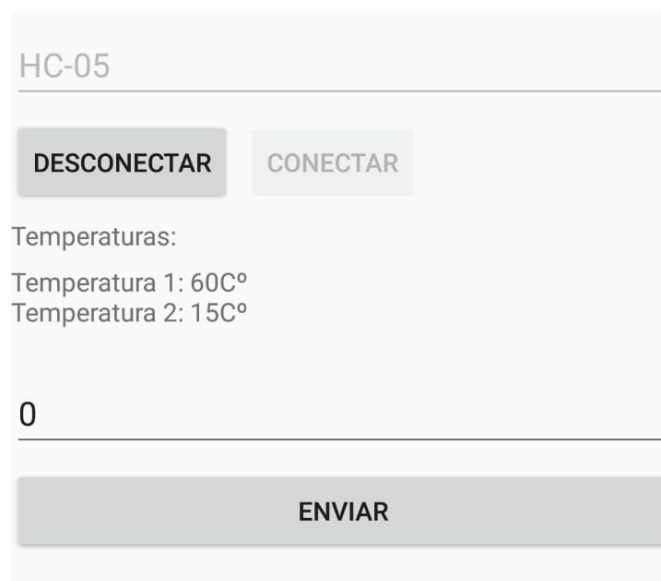 HC-05
DESCONECTAR CONECTAR
Temperaturas:
Temperatura 1: 60Cº
Temperatura 2: 15Cº
0
ENVIAR